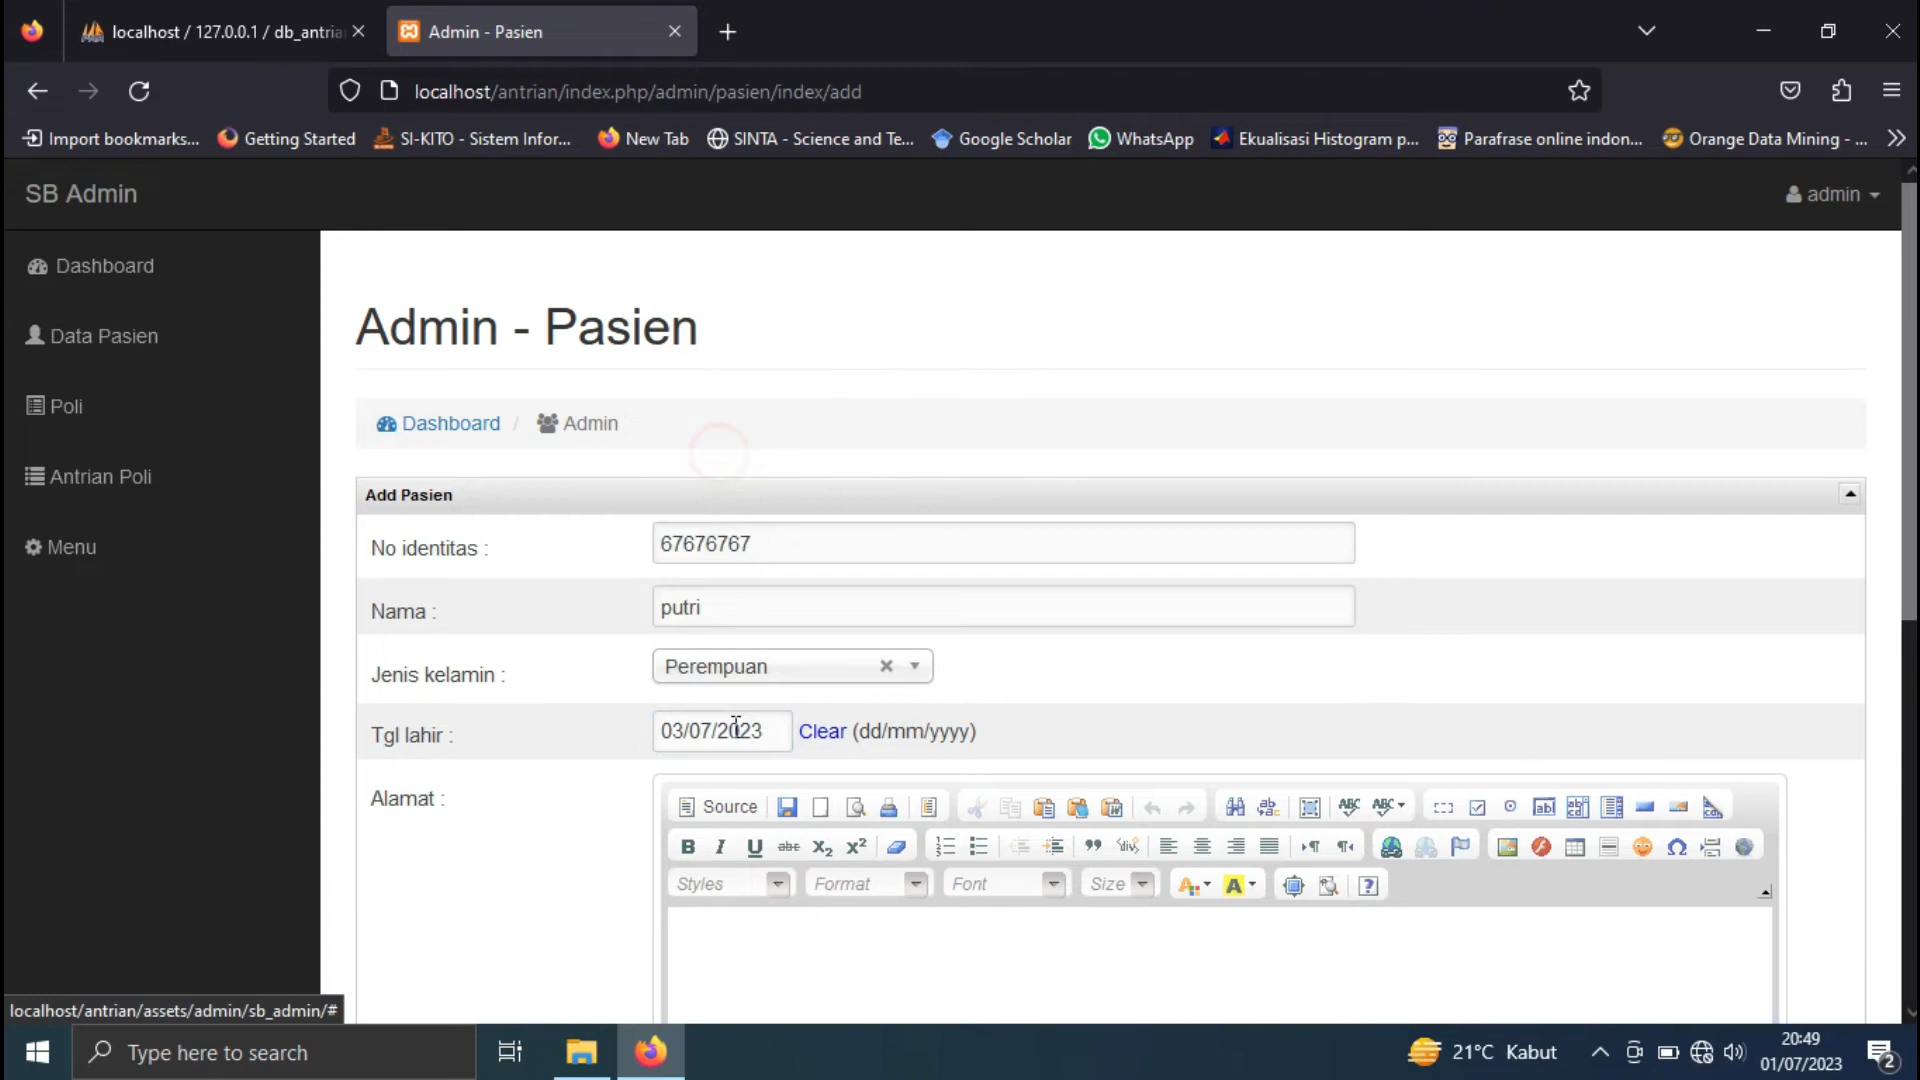 localhost / 127.0.0.1 / db_antria
Admin - Pasien
localhost/antrian/index.php/admin/pasien/index/add
Import bookmarks...
Getting Started
SI-KITO - Sistem Infor...
New Tab
SINTA - Science and Te...
Google Scholar
WhatsApp
Ekualisasi Histogram p...
Parafrase online indon...
Orange Data Mining - ...
SB Admin
admin
Dashboard
Data Pasien
Poli
Antrian Poli
Menu
Admin - Pasien
Dashboard / Admin
Add Pasien
No identitas : 67676767
Nama : putri
Jenis kelamin : Perempuan
Tgl lahir : 03/07/2023 Clear (dd/mm/yyyy)
Alamat :
Source
Styles Format Font Size
localhost/antrian/assets/admin/sb_admin/#
Type here to search
21°C Kabut
20:49
01/07/2023
2